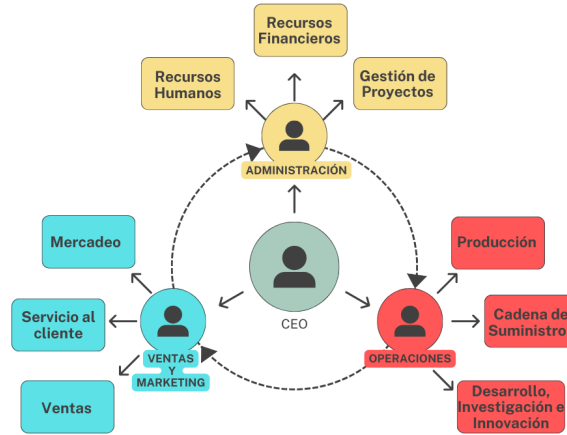 Recursos
Financieros
Recursos
Humanos
Gestión de
Proyectos
ADMINISTRACIÓN
Mercadeo
Producción
Servicio al
cliente
CEO
Cadena de
Suministro
VENTAS
Y
MARKETING
OPERACIONES
Ventas
Desarrollo,
Investigación e
Innovación